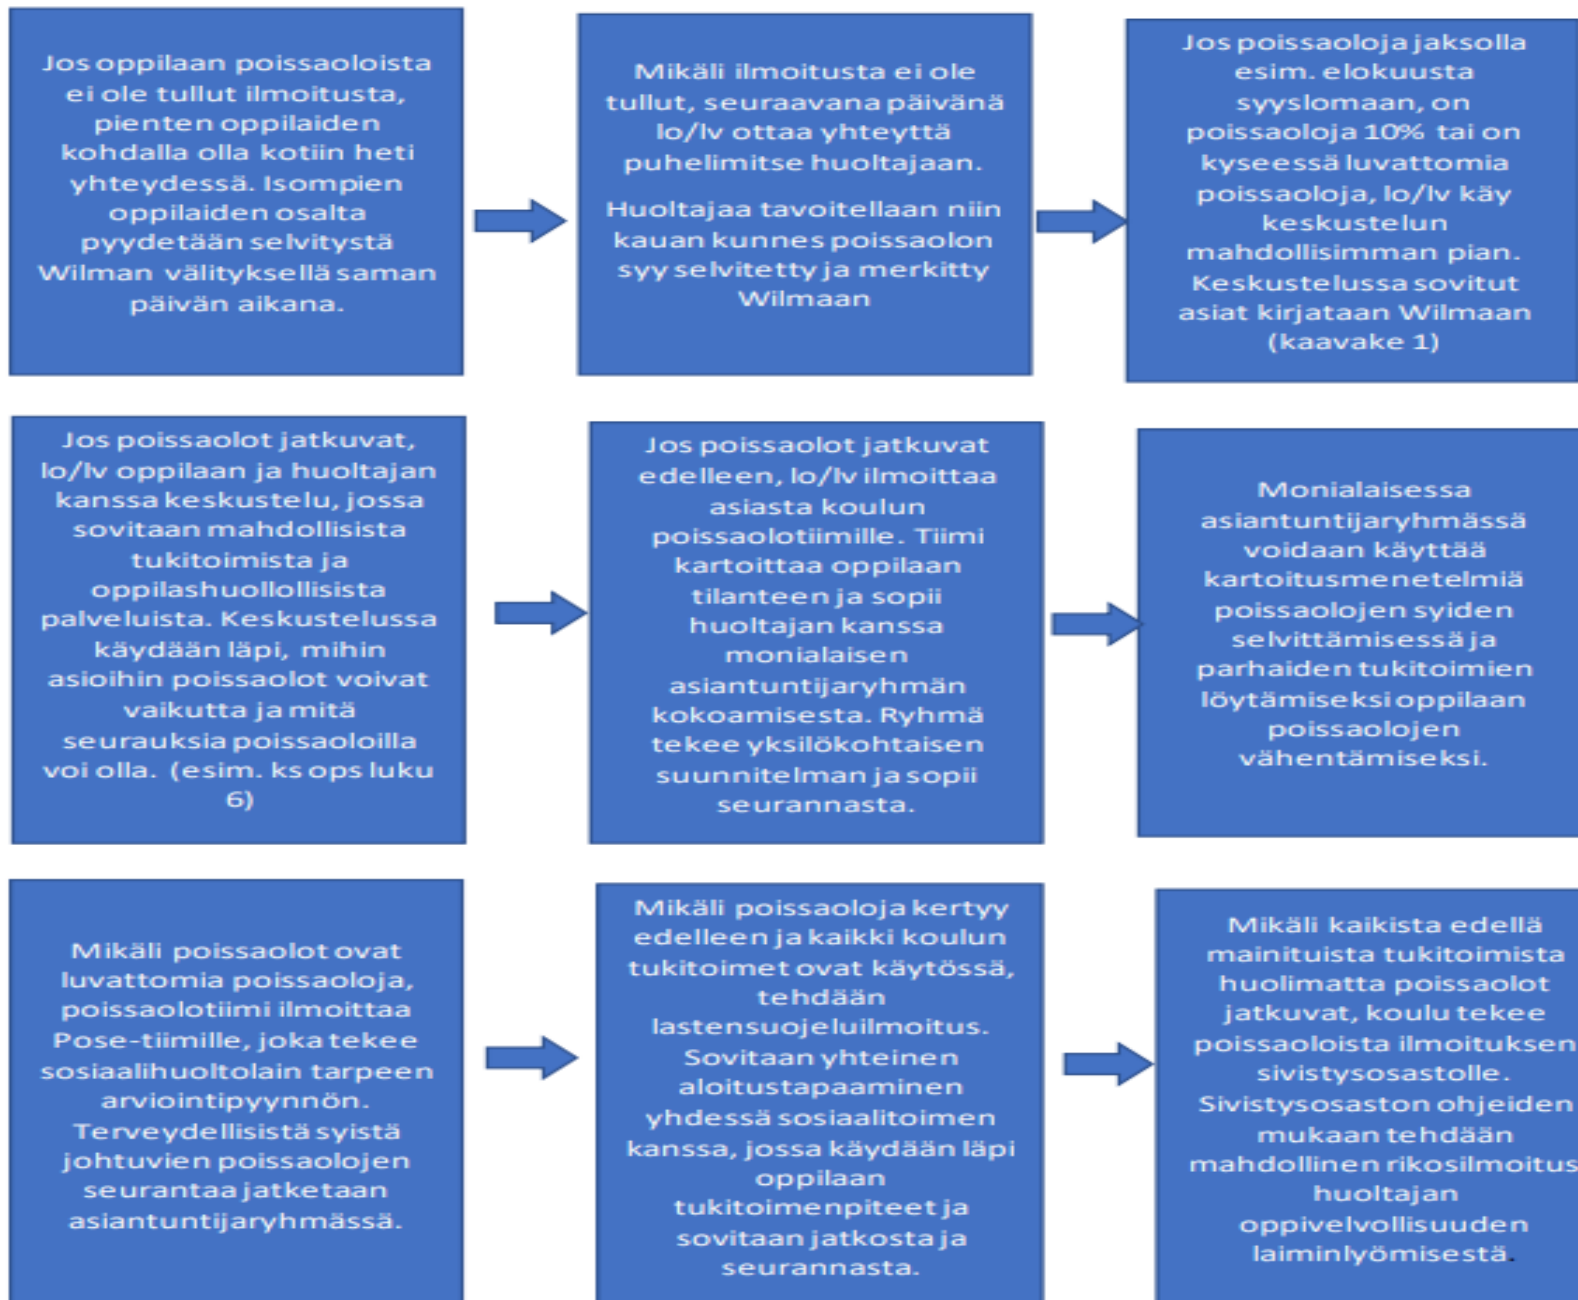 Jos oppilaan poissaoloista
ei ole tullut ilmoitusta,
pienten oppilaiden
kohdalla olla kotiin heti
yhteydessä. Isompien
oppilaiden osalta
pyydetään selvitystä
Wilman välityksellä saman
päivän aikana.
Mikäli ilmoitusta ei ole
tullut, seuraavana päivänä
lo/lv ottaa yhteyttä
puhelimitse huoltajaan.
Huoltajaa tavoitellaan niin
kauan kunnes poissaolon
syy selvitetty ja merkitty
Wilmaan
Jos poissaoloja jaksolla
esim. elokuusta
syyslomaan, on
poissaoloja 10% tai on
kyseessä luvattomia
poissaoloja, lo/lv käy
keskustelun
mahdollisimman pian.
Keskustelussa sovitut
asiat kirjataan Wilmaan
(kaavake 1)
Jos poissaolot jatkuvat,
lo/lv oppilaan ja huoltajan
kanssa keskustelu, jossa
sovitaan mahdollisista
tukitoimista ja
oppilashuollollisista
palveluista. Keskustelussa
käydään läpi, mihin
asioihin poissaolot voivat
vaikutta ja mitä
seurauksia poissaoloilla
voi olla. (esim. ks ops luku
6)
Jos poissaolot jatkuvat
edelleen, lo/lv ilmoittaa
asiasta koulun
poissaolotiimille. Tiimi
kartoittaa oppilaan
tilanteen ja sopii
huoltajan kanssa
monialaisen
asiantuntijaryhmän
kokoamisesta. Ryhmä
tekee yksilökohtaisen
suunnitelman ja sopii
seurannasta.
Monialaisessa
asiantuntijaryhmässä
voidaan käyttää
kartoitusmenetelmiä
poissaolojen syiden
selvittämisessä ja
parhaiden tukitoimien
löytämiseksi oppilaan
poissaolojen
vähentämiseksi.
Mikäli poissaolot ovat
luvattomia poissaoloja,
poissaolotiimi ilmoittaa
Pose-tiimille, joka tekee
sosiaalihuoltolain tarpeen
arviointipyynnön.
Terveydellisistä syistä
johtuvien poissaolojen
seurantaa jatketaan
asiantuntijaryhmässä.
Mikäli poissaoloja kertyy
edelleen ja kaikki koulun
tukitoimet ovat käytössä,
tehdään
lastensuojeluilmoitus.
Sovitaan yhteinen
aloitustapaaminen
yhdessä sosiaalitoimen
kanssa, jossa käydään läpi
oppilaan
tukitoimenpiteet ja
sovitaan jatkosta ja
seurannasta.
Mikäli kaikista edellä
mainituista tukitoimista
huolimatta poissaolot
jatkuvat, koulu tekee
poissaoloista ilmoituksen
sivistysosastolle.
Sivistysosaston ohjeiden
mukaan tehdään
mahdollinen rikosilmoitus
huoltajan
oppivelvollisuuden
laiminlyömisestä.